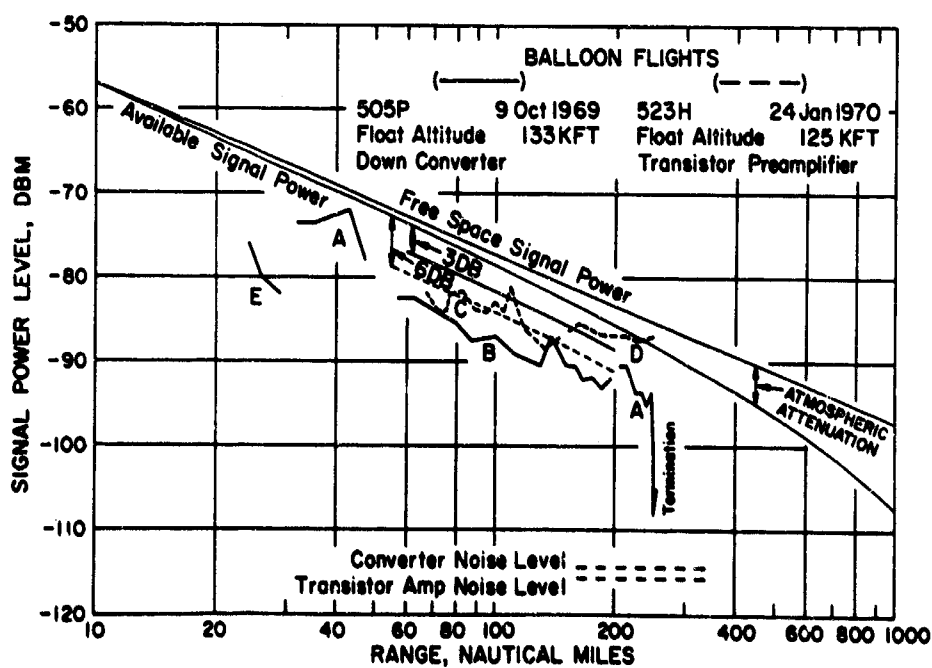 BALLOON FLIGHTS
505P 9 Oct 1969
Float Altitude 133 KFT
Down Converter
523H 24 Jan 1970
Float Altitude 125 KFT
Transistor Preamplifier
Available Signal Power
Free Space Signal Power
3DB
6DB
A
E
C
B
D
A
ATMOSPHERIC
ATTENUATION
Termination
Converter Noise Level
Transistor Amp Noise Level
SIGNAL POWER LEVEL, DBM
-50
-60
-70
-80
-90
-100
-110
-120
10 20 40 60 80 100 200 400 600 800 1000
RANGE, NAUTICAL MILES